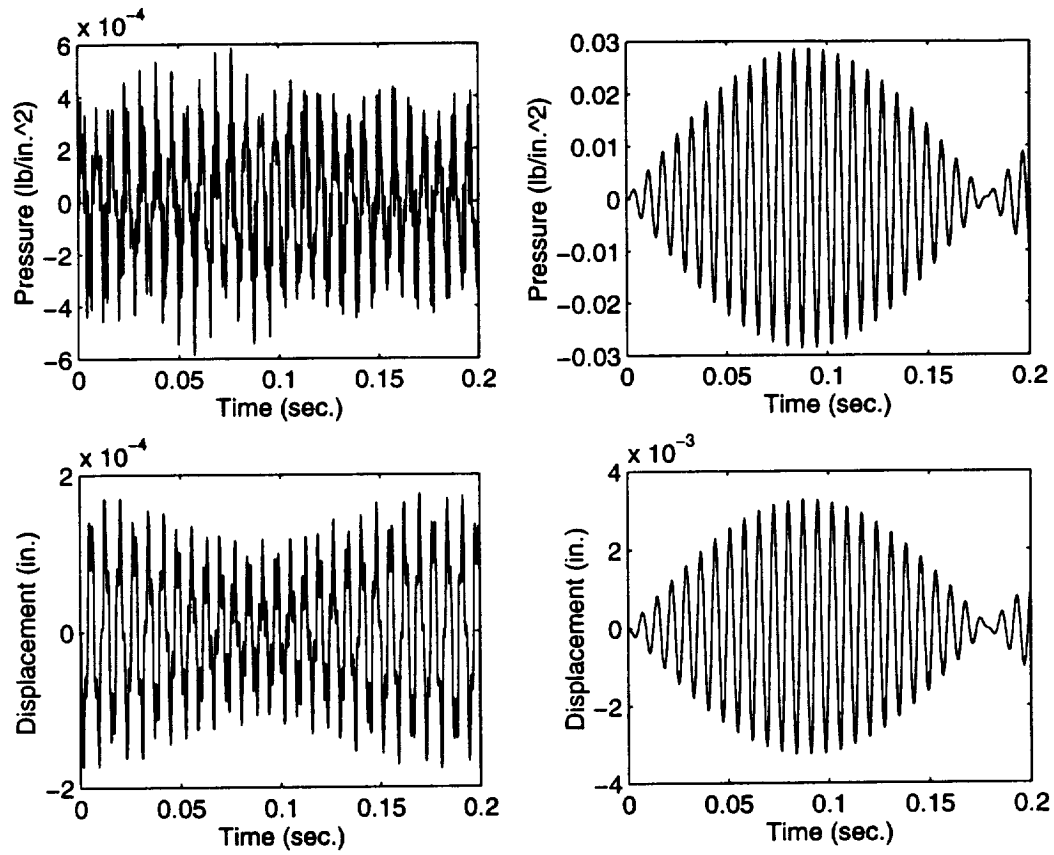 x 10⁻⁴
6
4
2
0
−2
−4
−6
Pressure (lb/in.^2)
0 0.05 0.1 0.15 0.2
Time (sec.)
0.03
0.02
0.01
0
−0.01
−0.02
−0.03
Pressure (lb/in.^2)
0 0.05 0.1 0.15 0.2
Time (sec.)
x 10⁻⁴
2
0
−2
Displacement (in.)
0 0.05 0.1 0.15 0.2
Time (sec.)
x 10⁻³
4
2
0
−2
−4
Displacement (in.)
0 0.05 0.1 0.15 0.2
Time (sec.)